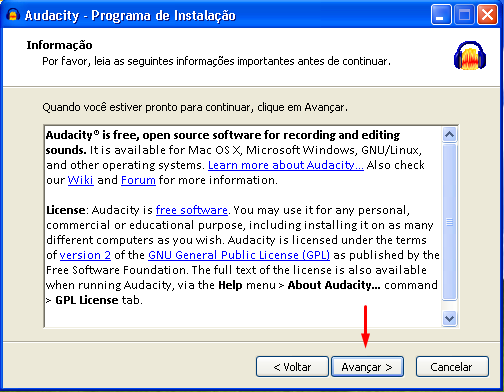 Audacity - Programa de Instalação
Informação
Por favor, leia as seguintes informações importantes antes de continuar.
Quando você estiver pronto para continuar, clique em Avançar.
Audacity® is free, open source software for recording and editing
sounds. It is available for Mac OS X, Microsoft Windows, GNU/Linux,
and other operating systems. Learn more about Audacity... Also check
our Wiki and Forum for more information.
License: Audacity is free software. You may use it for any personal,
commercial or educational purpose, including installing it on as many
different computers as you wish. Audacity is licensed under the terms
of version 2 of the GNU General Public License (GPL) as published by the
Free Software Foundation. The full text of the license is also available
when running Audacity, via the Help menu > About Audacity... command
> GPL License tab.
< Voltar Avançar > Cancelar